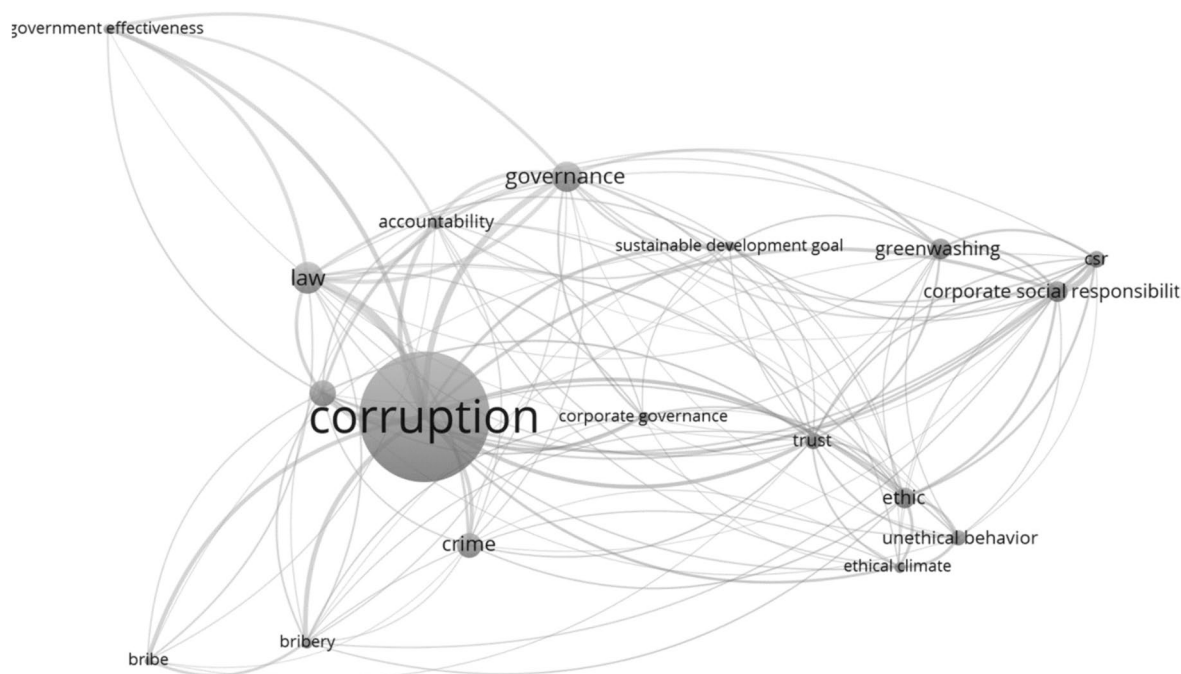 government effectiveness
governance
accountability
sustainable development goal
greenwashing
csr
law
corporate social responsibilit
corruption
corporate governance
trust
ethic
unethical behavior
crime
ethical climate
bribery
bribe